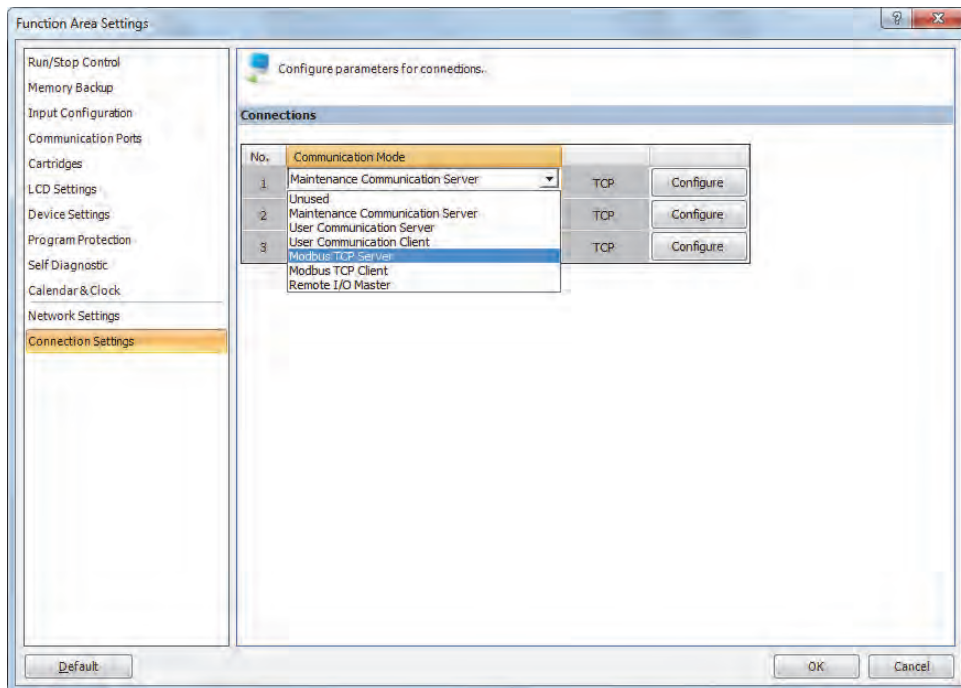 Function Area Settings
?
Run/Stop Control
Memory Backup
Input Configuration
Communication Ports
Cartridges
LCD Settings
Device Settings
Program Protection
Self Diagnostic
Calendar & Clock
Network Settings
Connection Settings
Configure parameters for connections.
Connections
No. Communication Mode
1 Maintenance Communication Server TCP Configure
Unused
2 Maintenance Communication Server TCP Configure
User Communication Server
3 User Communication Client TCP Configure
Modbus TCP Server
Modbus TCP Client
Remote I/O Master
Default OK Cancel